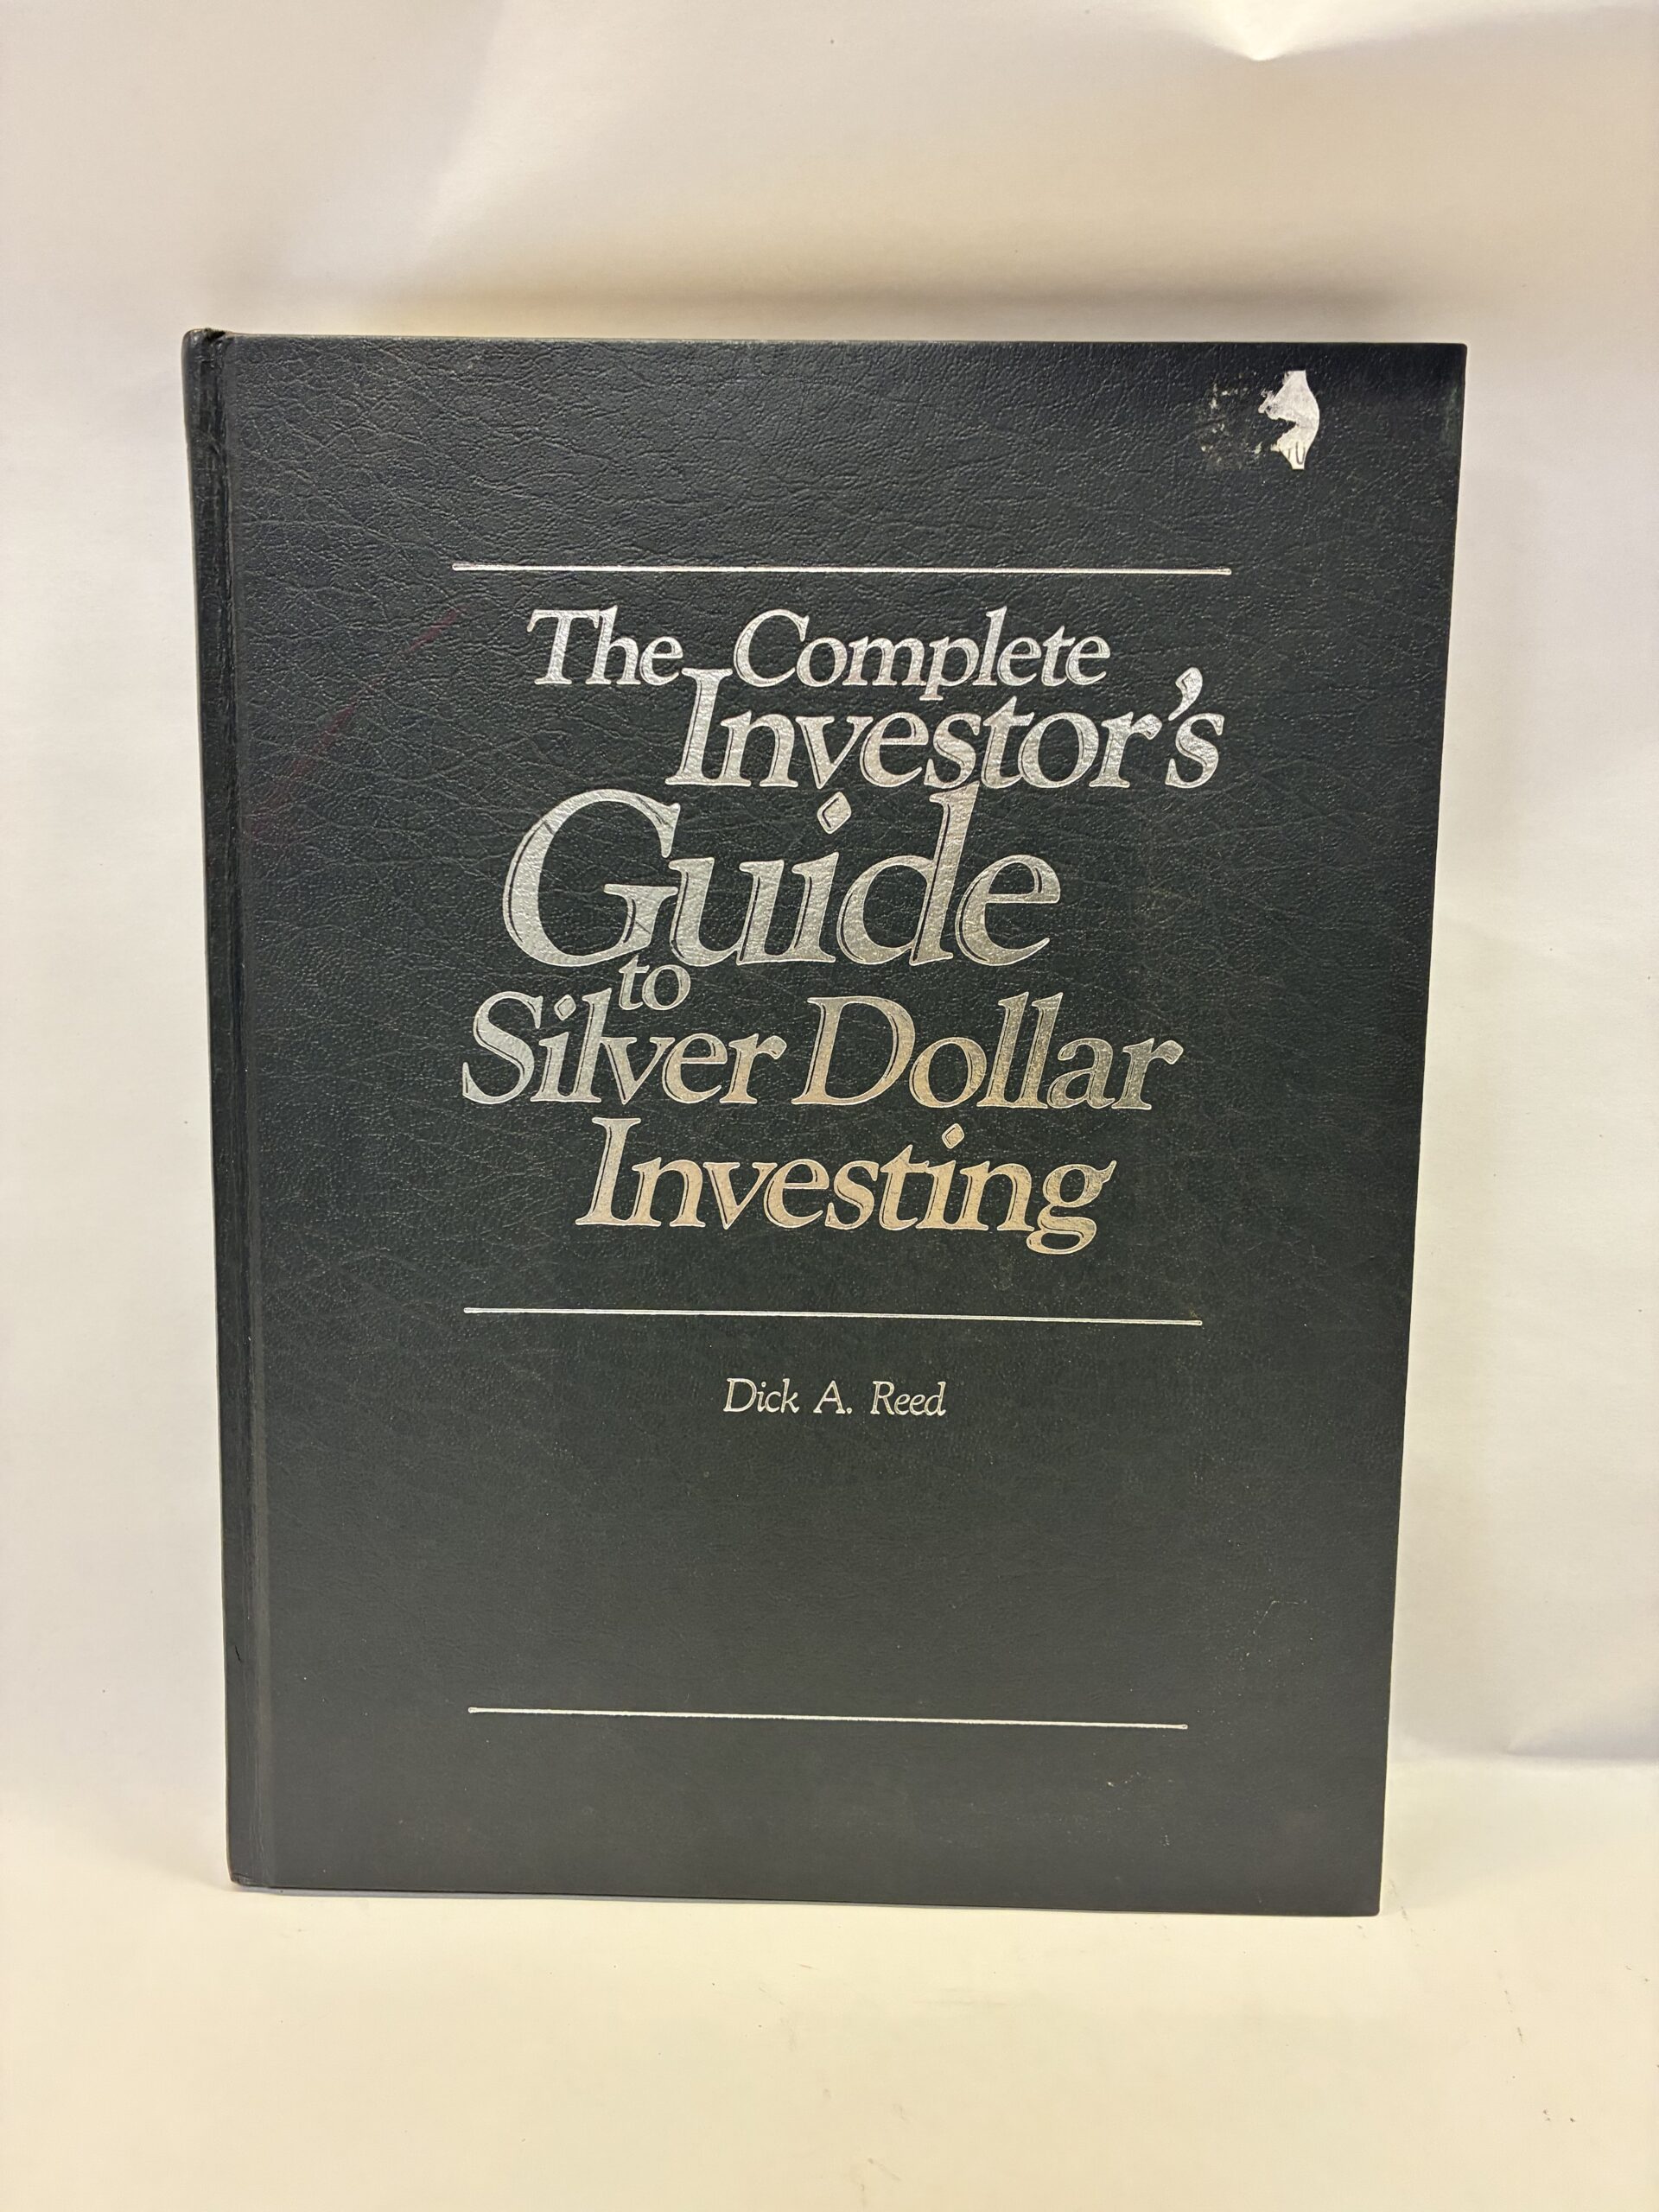 The Complete
Investor's
Guide
to
Silver Dollar
Investing
Dick A. Reed